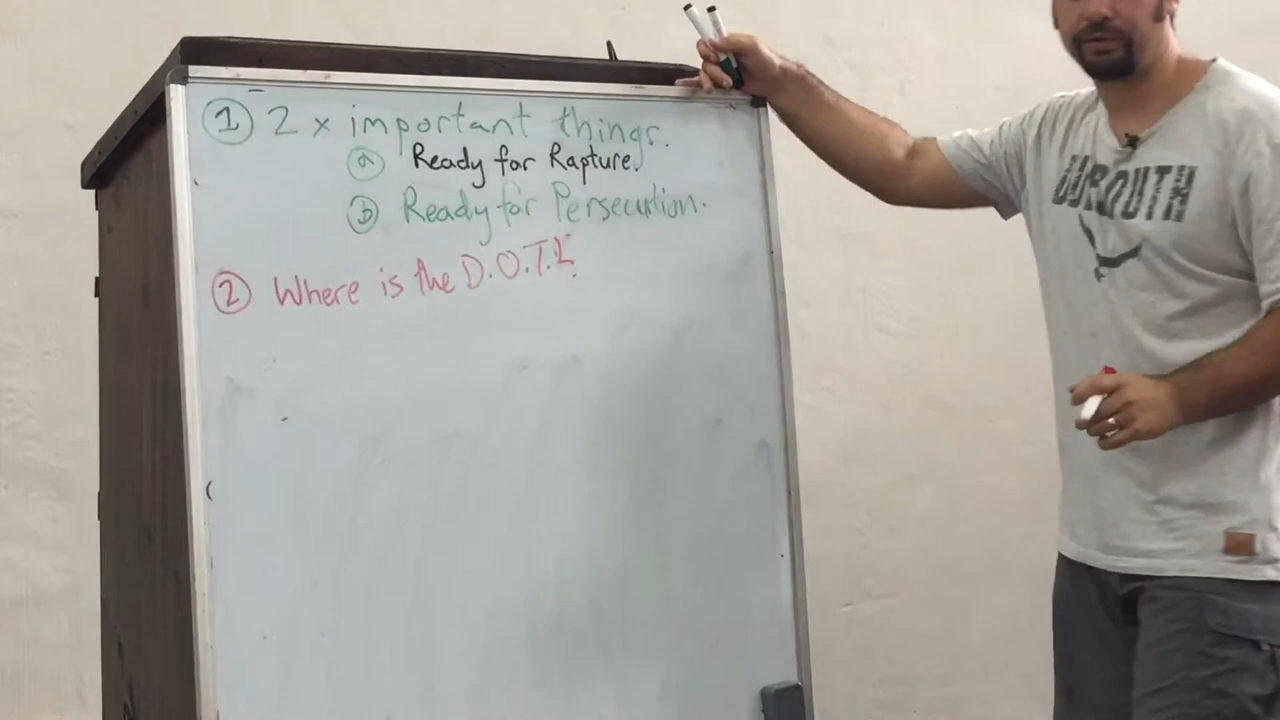 ① 2 x important things.
ⓐ Ready for Rapture.
ⓑ Ready for Persecution.
② Where is the D.O.T.L